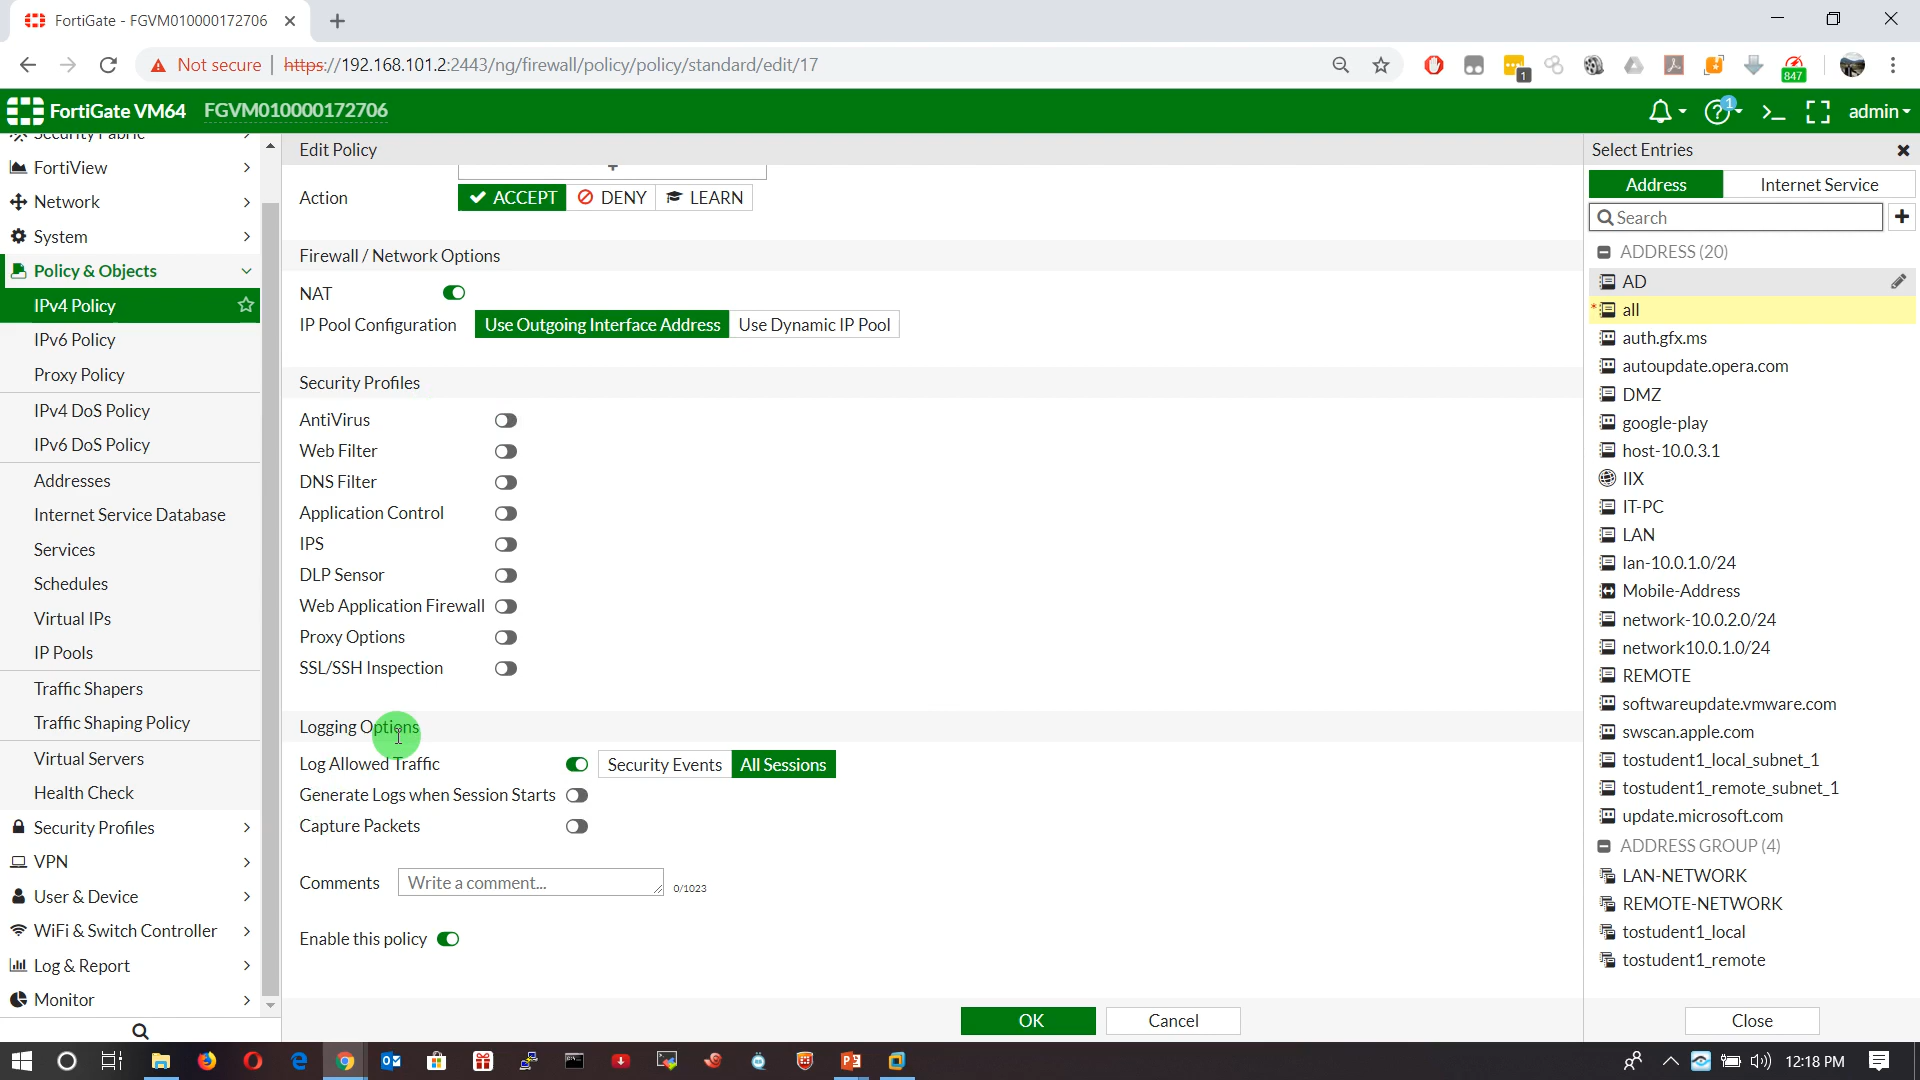 FortiGate - FGVM010000172706
Not secure
https://192.168.101.2:2443/ng/firewall/policy/policy/standard/edit/17
1
847
FortiGate VM64
FGVM010000172706
1
admin
Security Fabric
FortiView
Network
System
Policy & Objects
IPv4 Policy
IPv6 Policy
Proxy Policy
IPv4 DoS Policy
IPv6 DoS Policy
Addresses
Internet Service Database
Services
Schedules
Virtual IPs
IP Pools
Traffic Shapers
Traffic Shaping Policy
Virtual Servers
Health Check
Security Profiles
VPN
User & Device
WiFi & Switch Controller
Log & Report
Monitor
Edit Policy
Action
ACCEPT
DENY
LEARN
Firewall / Network Options
NAT
IP Pool Configuration
Use Outgoing Interface Address
Use Dynamic IP Pool
Security Profiles
AntiVirus
Web Filter
DNS Filter
Application Control
IPS
DLP Sensor
Web Application Firewall
Proxy Options
SSL/SSH Inspection
Logging Options
Log Allowed Traffic
Security Events
All Sessions
Generate Logs when Session Starts
Capture Packets
Comments
Write a comment...
0/1023
Enable this policy
OK
Cancel
Select Entries
Address
Internet Service
Search
ADDRESS (20)
AD
all
auth.gfx.ms
autoupdate.opera.com
DMZ
google-play
host-10.0.3.1
IIX
IT-PC
LAN
lan-10.0.1.0/24
Mobile-Address
network-10.0.2.0/24
network10.0.1.0/24
REMOTE
softwareupdate.vmware.com
swscan.apple.com
tostudent1_local_subnet_1
tostudent1_remote_subnet_1
update.microsoft.com
ADDRESS GROUP (4)
LAN-NETWORK
REMOTE-NETWORK
tostudent1_local
tostudent1_remote
Close
12:18 PM